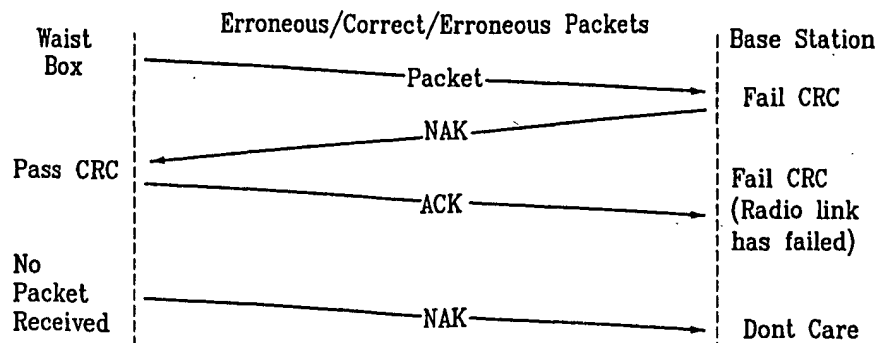 Erroneous/Correct/Erroneous Packets
Waist
Box
Base Station
Packet
Fail CRC
NAK
Pass CRC
ACK
Fail CRC
(Radio link
has failed)
No
Packet
Received
NAK
Dont Care